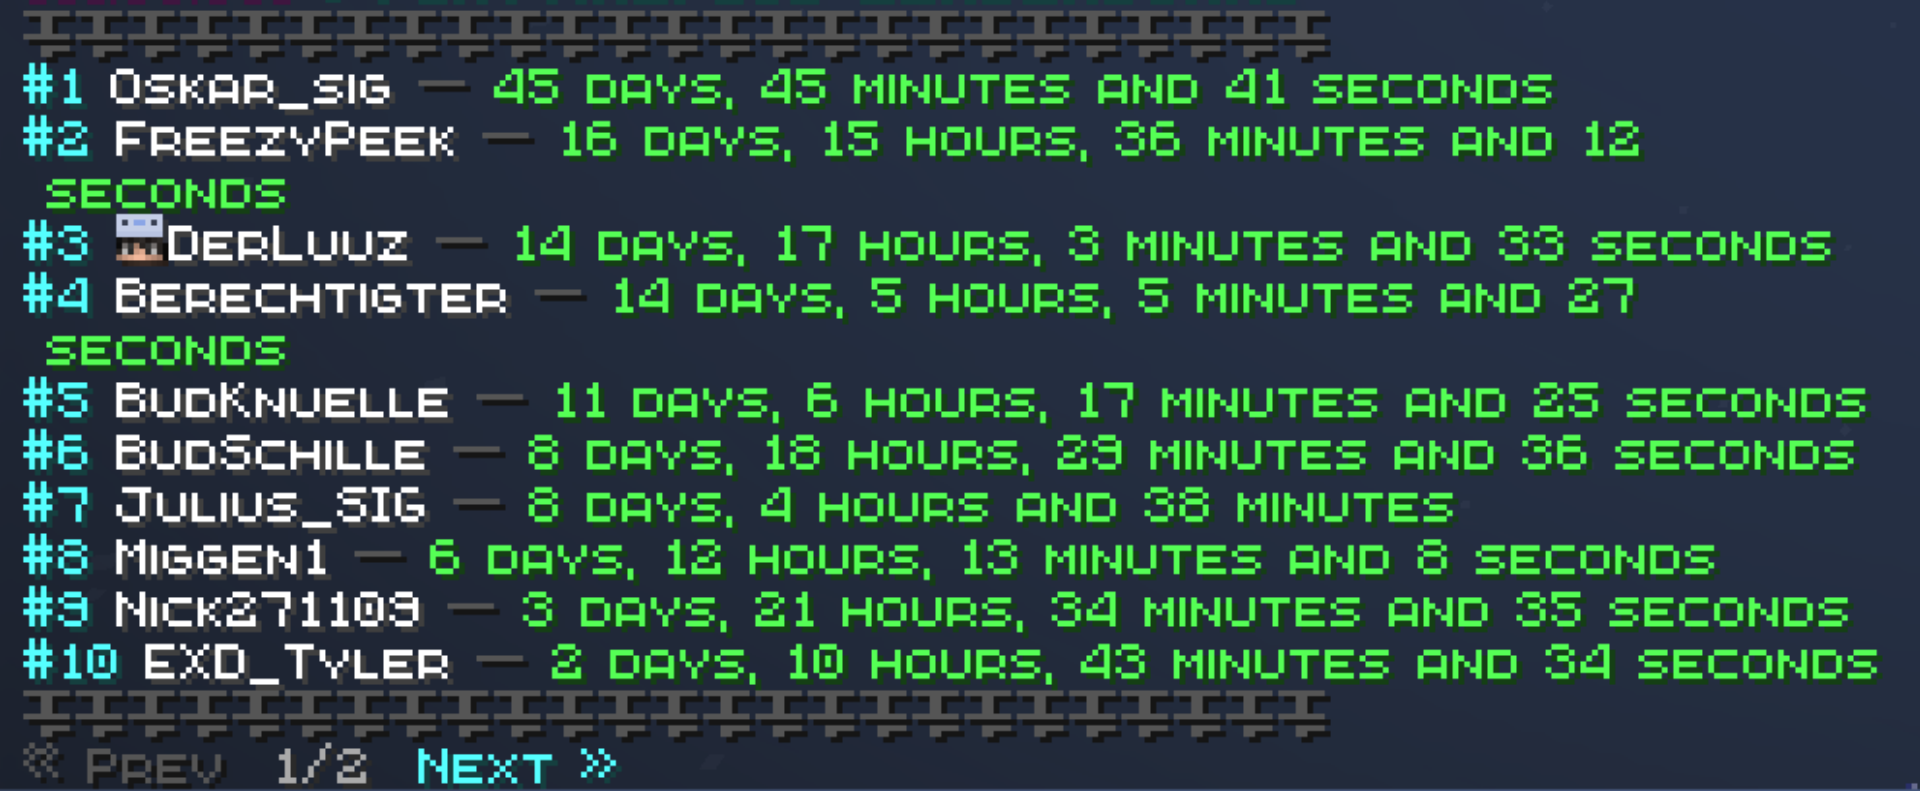 #1 Oskar_sig — 45 days, 45 minutes and 41 seconds
#2 FreezyPeek — 16 days, 15 hours, 36 minutes and 12
seconds
#3 DerLuuz — 14 days, 17 hours, 3 minutes and 33 seconds
#4 Berechtigter — 14 days, 5 hours, 5 minutes and 27
seconds
#5 BudKnuelle — 11 days, 6 hours, 17 minutes and 25 seconds
#6 BudSchille — 8 days, 18 hours, 29 minutes and 36 seconds
#7 Julius_SIG — 8 days, 4 hours and 38 minutes
#8 Miggen1 — 6 days, 12 hours, 13 minutes and 8 seconds
#9 Nick271109 — 3 days, 21 hours, 34 minutes and 35 seconds
#10 EXD_Tyler — 2 days, 10 hours, 43 minutes and 34 seconds
« Prev 1/2 Next »